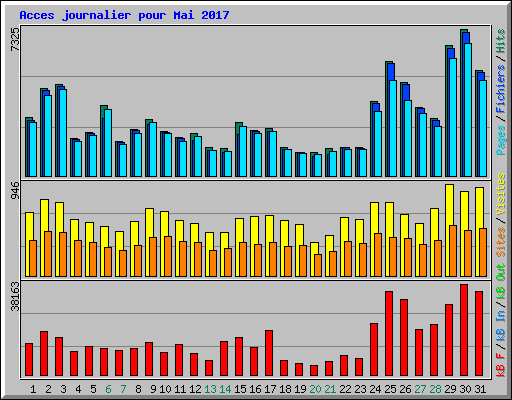 Acces journalier pour Mai 2017
7325
Pages / Fichiers / Hits
946
Sites / Visites
38163
kB F / kB In / kB Out
1 2 3 4 5 6 7 8 9 10 11 12 13 14 15 16 17 18 19 20 21 22 23 24 25 26 27 28 29 30 31